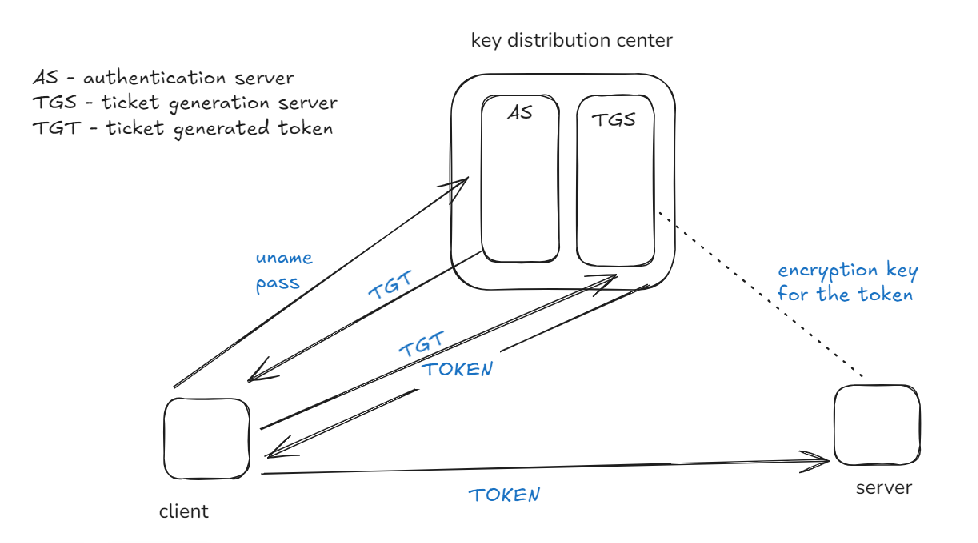 key distribution center
AS - authentication server
TGS - ticket generation server
TGT - ticket generated token
AS
TGS
uname
pass
TGT
encryption key
for the token
TGT
TOKEN
TOKEN
server
client